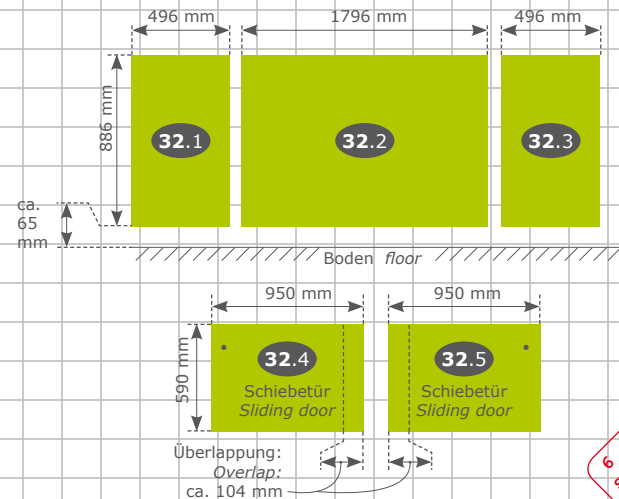 496 mm
1796 mm
496 mm
886 mm
32.1
32.2
32.3
ca.
65
mm
Boden floor
950 mm
950 mm
590 mm
32.4
32.5
Schiebetür
Sliding door
Schiebetür
Sliding door
Überlappung:
Overlap:
ca. 104 mm